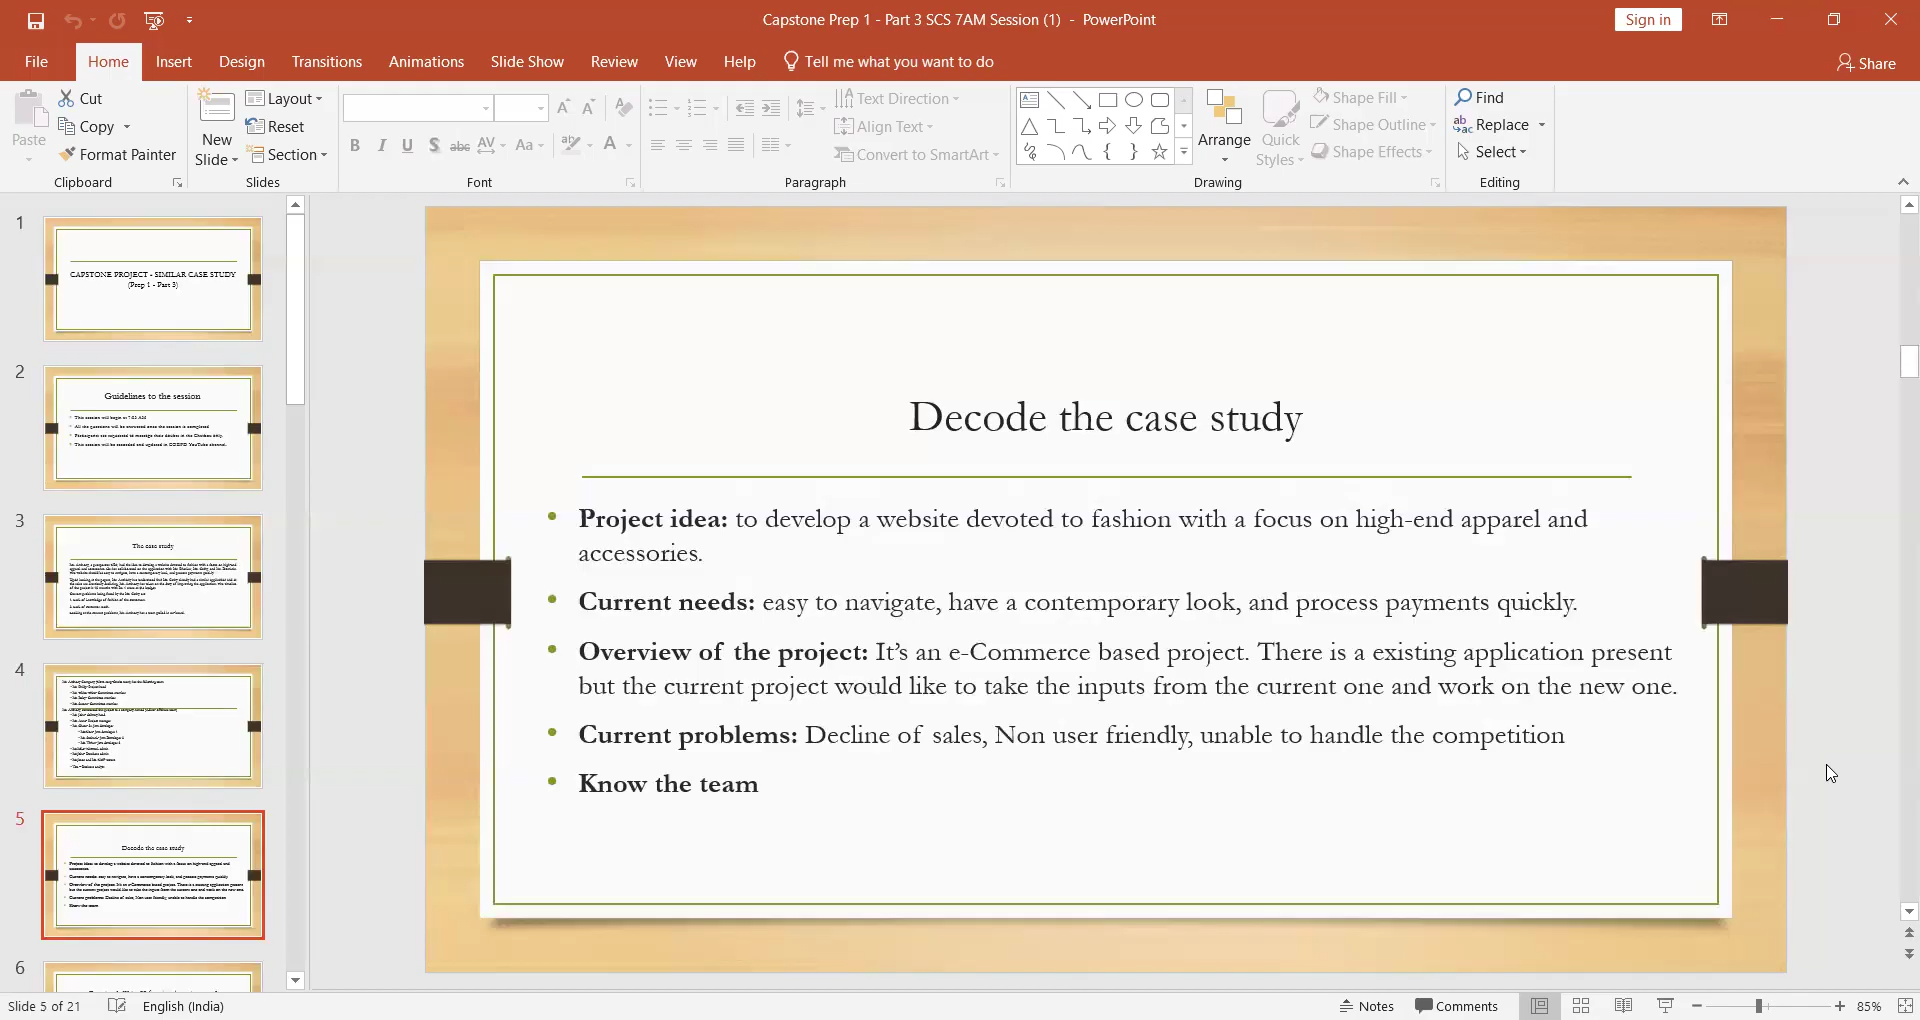 Capstone Prep 1 - Part 3 SCS 7AM Session (1) - PowerPoint
Sign in
File
Home
Insert
Design
Transitions
Animations
Slide Show
Review
View
Help
Tell me what you want to do
Share
Paste
Cut
Copy
Format Painter
Clipboard
New
Slide
Layout
Reset
Section
Slides
Font
Text Direction
Align Text
Convert to SmartArt
Paragraph
Arrange
Quick
Styles
Shape Fill
Shape Outline
Shape Effects
Drawing
Find
Replace
Select
Editing
1
CAPSTONE PROJECT - SIMILAR CASE STUDY
(Prep 1 - Part 3)
2
Guidelines to the session
3
The case study
4
5
Decode the case study
6
Decode the case study
Project idea: to develop a website devoted to fashion with a focus on high-end apparel and
accessories.
Current needs: easy to navigate, have a contemporary look, and process payments quickly.
Overview of the project: It’s an e-Commerce based project. There is a existing application present
but the current project would like to take the inputs from the current one and work on the new one.
Current problems: Decline of sales, Non user friendly, unable to handle the competition
Know the team
Slide 5 of 21
English (India)
Notes
Comments
85%